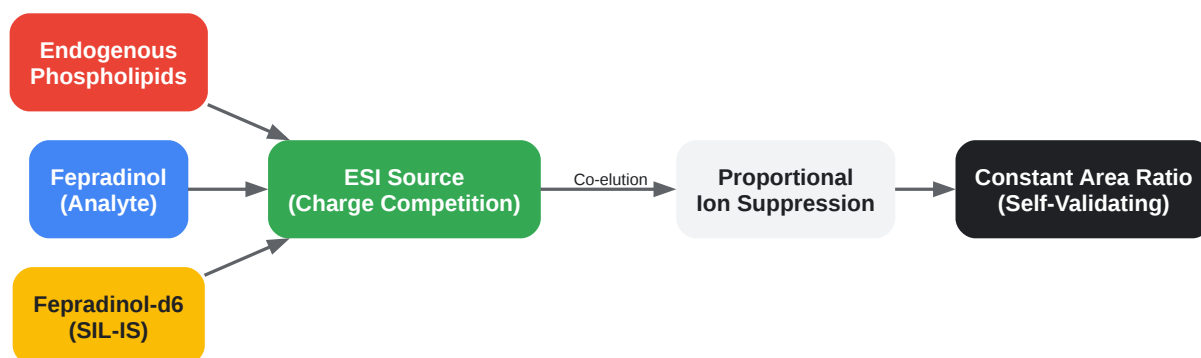 Endogenous
Phospholipids
Fepradinol
(Analyte)
Fepradinol-d6
(SIL-IS)
ESI Source
(Charge Competition)
Co-elution
Proportional
Ion Suppression
Constant Area Ratio
(Self-Validating)